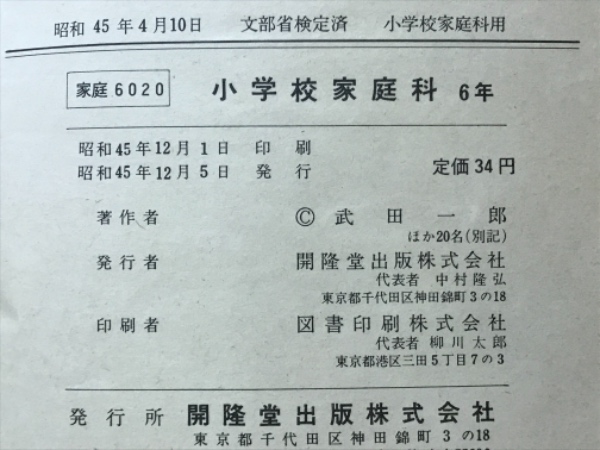 昭和 45 年 4 月10日 文部省検定済 小学校家庭科用
家庭 6020 小学校家庭科 6年
昭和45年12月 1日 印刷
昭和45年12月 5日 発行 定価34円
著作者 Ⓒ 武田一郎
ほか20名(別記)
発行者 開隆堂出版株式会社
代表者 中村隆弘
東京都千代田区神田錦町3の18
印刷者 図書印刷株式会社
代表者 柳川太郎
東京都港区三田5丁目7の3
発行所 開隆堂出版株式会社
東京都千代田区神田錦町3の18